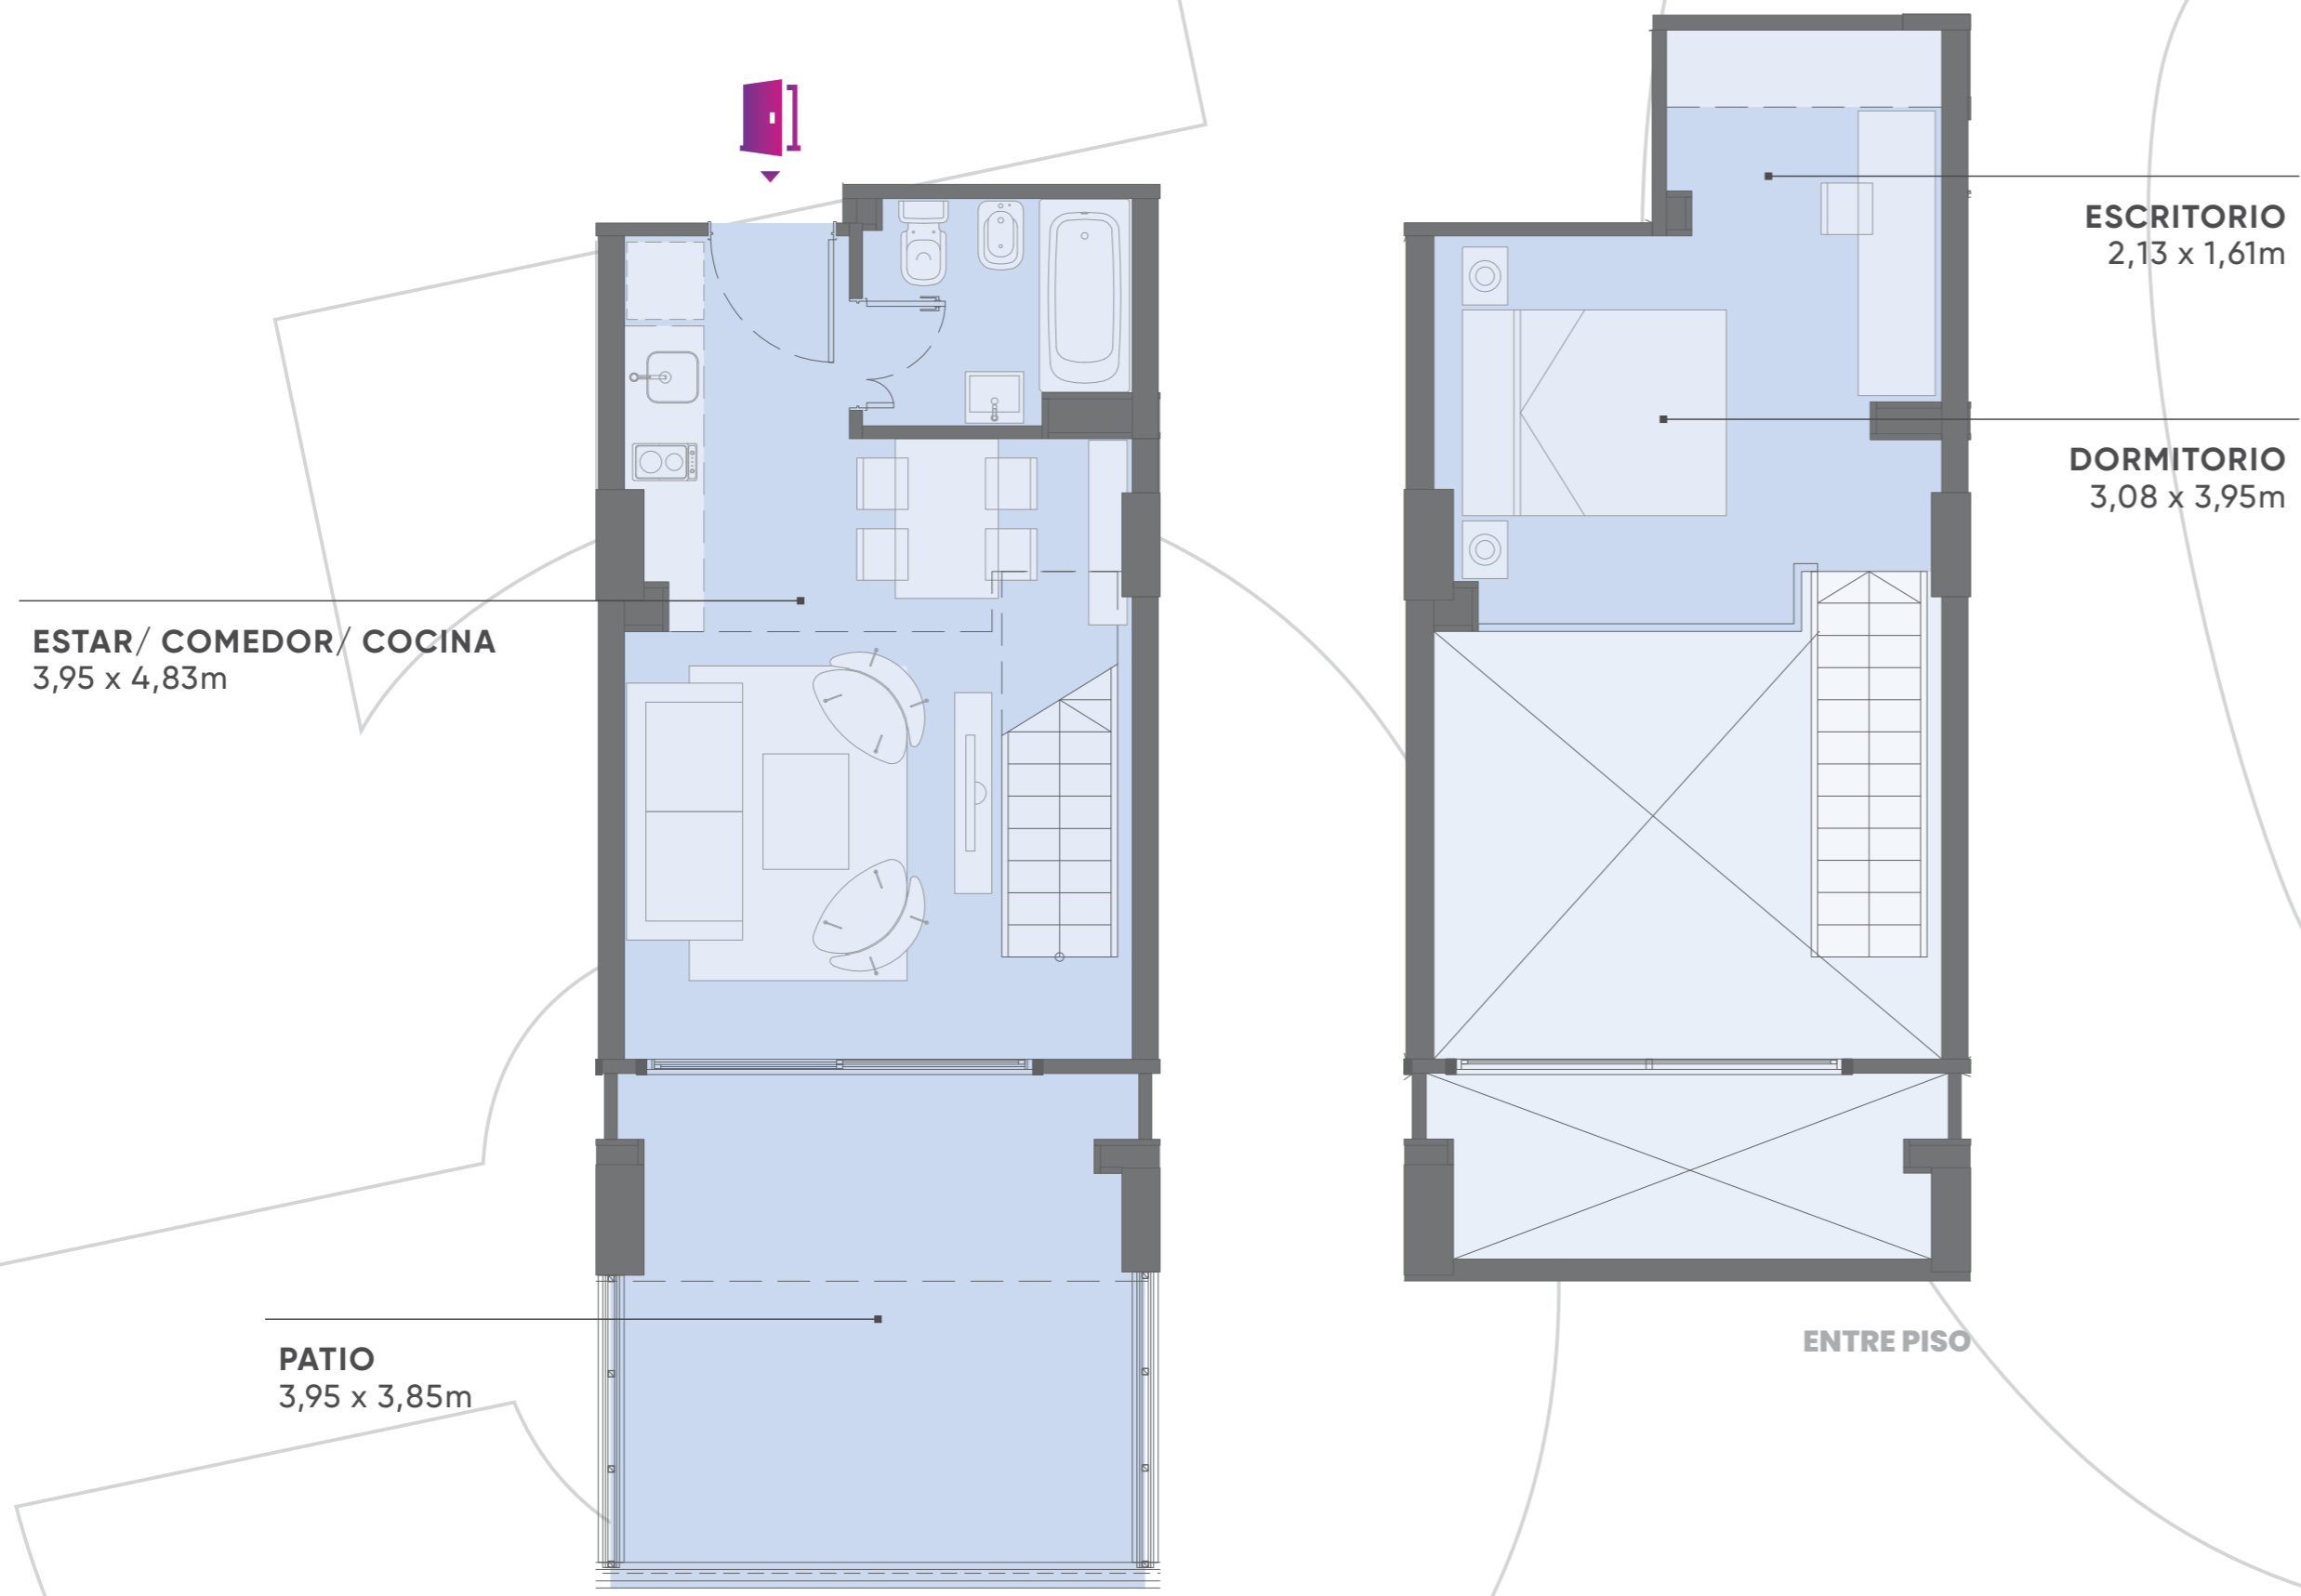 ESCRITORIO
2,13 x 1,61m
DORMITORIO
3,08 x 3,95m
ESTAR/ COMEDOR/ COCINA
3,95 x 4,83m
PATIO
3,95 x 3,85m
ENTRE PISO